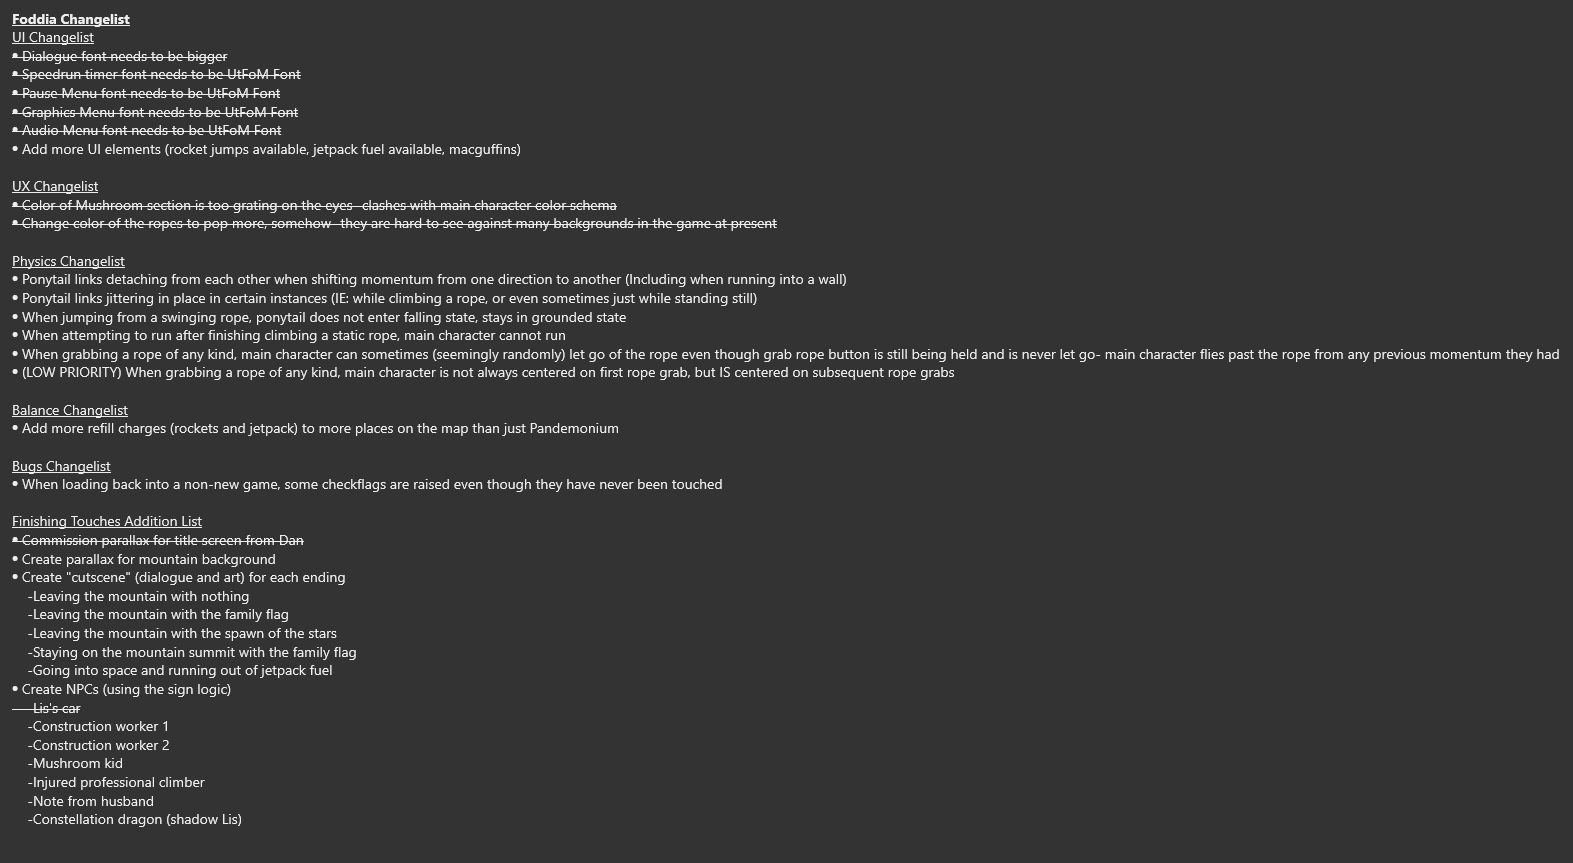 Foddia Changelist
UI Changelist
• Dialogue font needs to be bigger
• Speedrun timer font needs to be UtFoM Font
• Pause Menu font needs to be UtFoM Font
• Graphics Menu font needs to be UtFoM Font
• Audio Menu font needs to be UtFoM Font
• Add more UI elements (rocket jumps available, jetpack fuel available, macguffins)
UX Changelist
• Color of Mushroom section is too grating on the eyes- clashes with main character color schema
• Change color of the ropes to pop more, somehow- they are hard to see against many backgrounds in the game at present
Physics Changelist
• Ponytail links detaching from each other when shifting momentum from one direction to another (Including when running into a wall)
• Ponytail links jittering in place in certain instances (IE: while climbing a rope, or even sometimes just while standing still)
• When jumping from a swinging rope, ponytail does not enter falling state, stays in grounded state
• When attempting to run after finishing climbing a static rope, main character cannot run
• When grabbing a rope of any kind, main character can sometimes (seemingly randomly) let go of the rope even though grab rope button is still being held and is never let go- main character flies past the rope from any previous momentum they had
• (LOW PRIORITY) When grabbing a rope of any kind, main character is not always centered on first rope grab, but IS centered on subsequent rope grabs
Balance Changelist
• Add more refill charges (rockets and jetpack) to more places on the map than just Pandemonium
Bugs Changelist
• When loading back into a non-new game, some checkflags are raised even though they have never been touched
Finishing Touches Addition List
• Commission parallax for title screen from Dan
• Create parallax for mountain background
• Create "cutscene" (dialogue and art) for each ending
-Leaving the mountain with nothing
-Leaving the mountain with the family flag
-Leaving the mountain with the spawn of the stars
-Staying on the mountain summit with the family flag
-Going into space and running out of jetpack fuel
• Create NPCs (using the sign logic)
-Lis's car
-Construction worker 1
-Construction worker 2
-Mushroom kid
-Injured professional climber
-Note from husband
-Constellation dragon (shadow Lis)